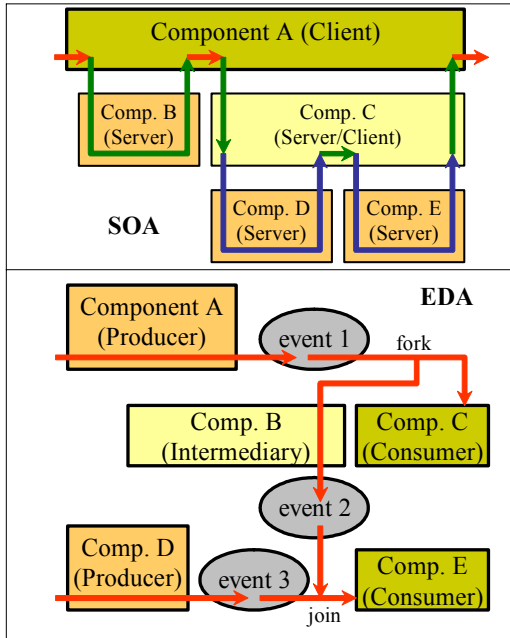 Component A (Client)
Comp. B
(Server)
Comp. C
(Server/Client)
Comp. D
(Server)
Comp. E
(Server)
SOA
EDA
Component A
(Producer)
event 1
fork
Comp. B
(Intermediary)
Comp. C
(Consumer)
event 2
Comp. D
(Producer)
event 3
Comp. E
(Consumer)
join